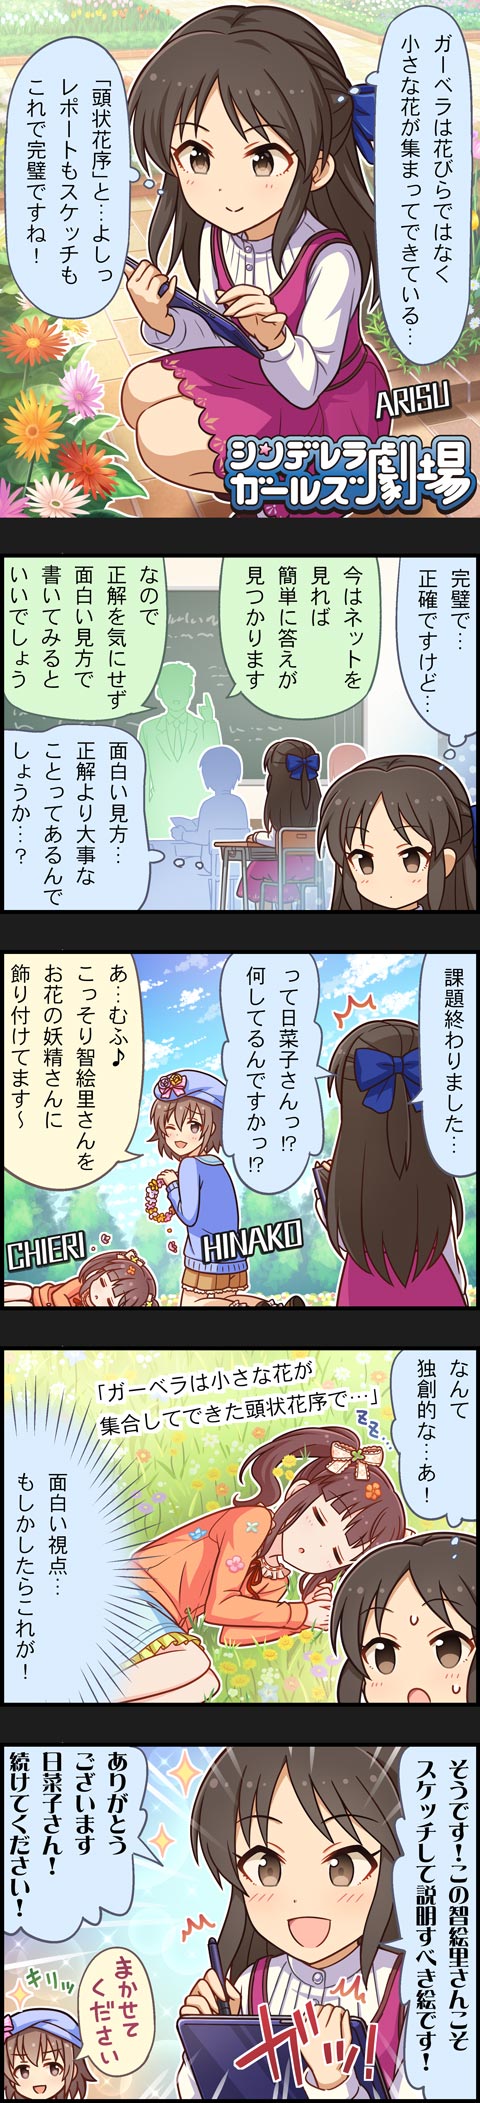 ガーベラは花びらではなく
小さな花が集まってできている…
「頭状花序」と…よしっ
レポートもスケッチも
これで完璧ですね！
ARISU
シンデレラ
ガールズ劇場
完璧で…
正確ですけど…
今はネットを
見れば
簡単に答えが
見つかります
なので
正解を気にせず
面白い見方で
書いてみると
いいでしょう
面白い見方…
正解より大事な
ことってあるんで
しょうか…？
課題終わりました…
って日菜子さんっ!?
何してるんですかっ!?
あ…むふ♪
こっそり智絵里さんを
お花の妖精さんに
飾り付けてます～
CHIERI
HINAKO
なんて
独創的な…あ！
「ガーベラは小さな花が
集合してできた頭状花序で…」
ZZ…
面白い視点…
もしかしたらこれが！
そうです！この智絵里さんこそ
スケッチして説明すべき絵です！
ありがとう
ございます
日菜子さん！
続けてください！
ガガッ！
キリッ
まかせて
ください